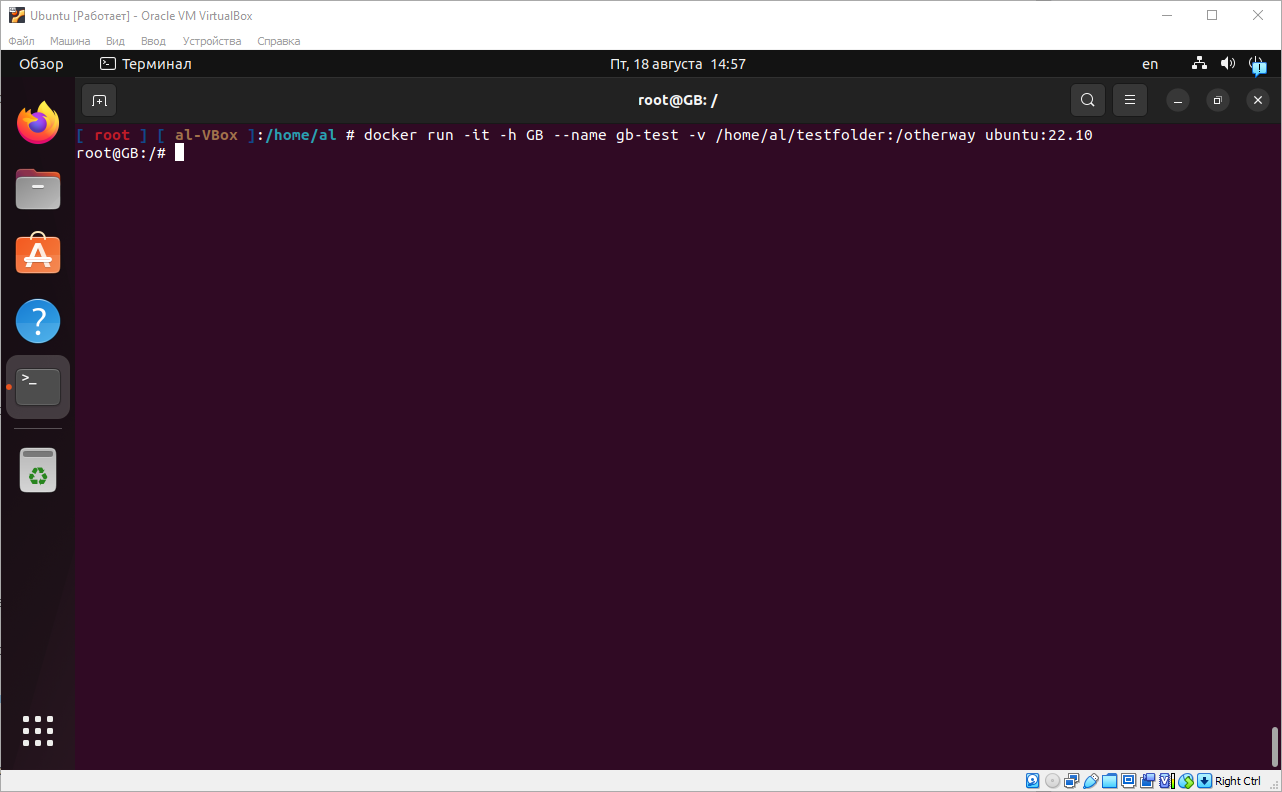 Ubuntu [Работает] - Oracle VM VirtualBox
Файл Машина Вид Ввод Устройства Справка
Обзор Терминал Пт, 18 августа 14:57 en
root@GB: /
[ root ] [ al-VBox ]:/home/al # docker run -it -h GB --name gb-test -v /home/al/testfolder:/otherway ubuntu:22.10
root@GB:/#
Right Ctrl